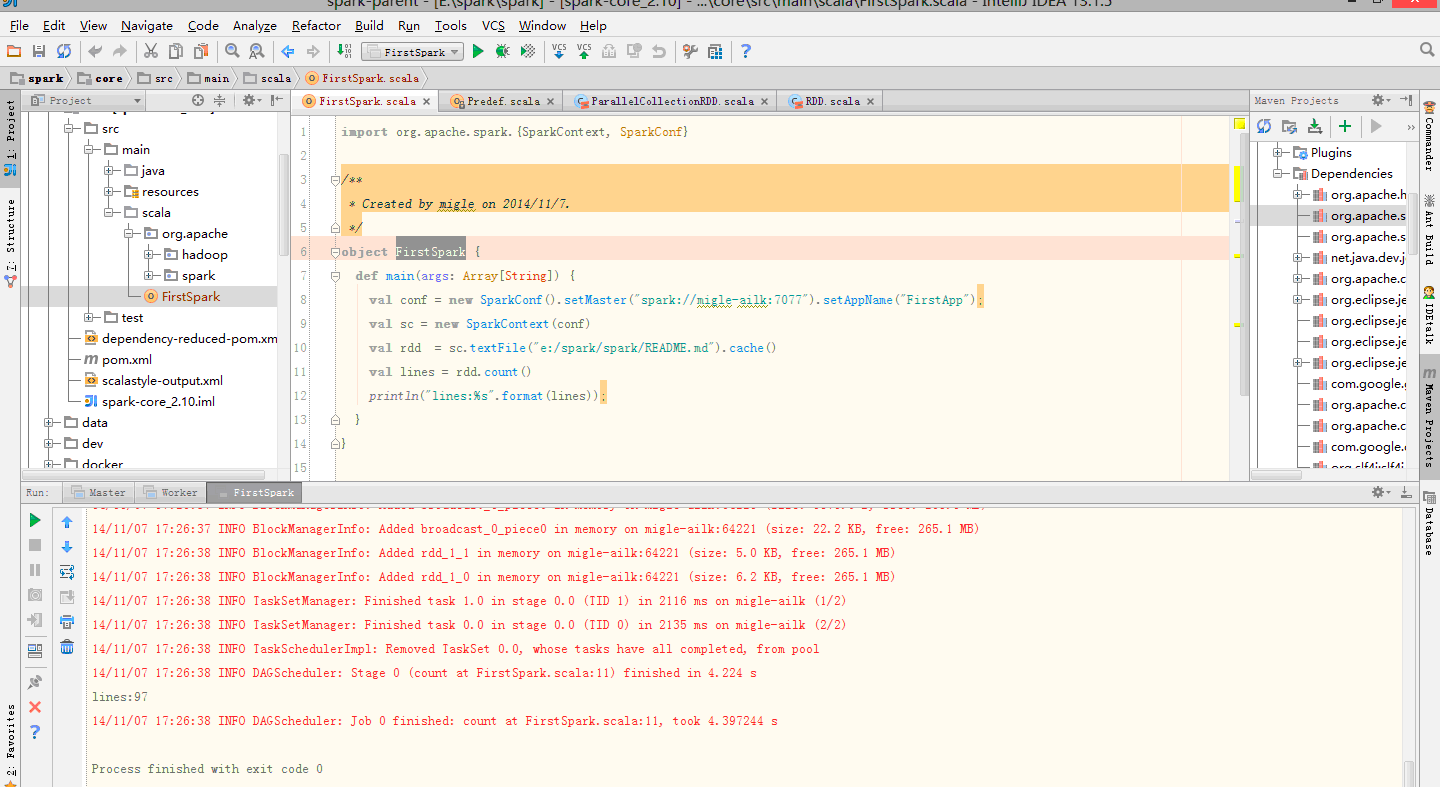 spark-parent - [E:\spark\spark] - [spark-core_2.10] - ...\core\src\main\scala\FirstSpark.scala - IntelliJ IDEA 13.1.5
File Edit View Navigate Code Analyze Refactor Build Run Tools VCS Window Help
FirstSpark
VCS VCS
spark core src main scala FirstSpark.scala
1: Project
7: Structure
2: Favorites
Project
src
main
java
resources
scala
org.apache
hadoop
spark
FirstSpark
test
dependency-reduced-pom.xm
pom.xml
scalastyle-output.xml
spark-core_2.10.iml
data
dev
docker
FirstSpark.scala Predef.scala ParallelCollectionRDD.scala RDD.scala
1 import org.apache.spark.{SparkContext, SparkConf}
2
3 /**
4 * Created by migle on 2014/11/7.
5 */
6 object FirstSpark {
7 def main(args: Array[String]) {
8 val conf = new SparkConf().setMaster("spark://migle-ailk:7077").setAppName("FirstApp");
9 val sc = new SparkContext(conf)
10 val rdd  = sc.textFile("e:/spark/spark/README.md").cache()
11 val lines = rdd.count()
12 println("lines:%s".format(lines));
13 }
14 }
15
Maven Projects
Plugins
Dependencies
org.apache.h
org.apache.s
org.apache.s
net.java.dev.j
org.apache.c
org.eclipse.je
org.eclipse.je
org.eclipse.je
org.eclipse.je
com.google.g
org.apache.c
org.apache.c
com.google.c
org.slf4j:slf4j
Commander
Ant Build
IDEtalk
Maven Projects
Database
Run: Master Worker FirstSpark
14/11/07 17:26:37 INFO BlockManagerInfo: Added broadcast_0_piece0 in memory on migle-ailk:64221 (size: 22.2 KB, free: 265.1 MB)
14/11/07 17:26:38 INFO BlockManagerInfo: Added rdd_1_1 in memory on migle-ailk:64221 (size: 5.0 KB, free: 265.1 MB)
14/11/07 17:26:38 INFO BlockManagerInfo: Added rdd_1_0 in memory on migle-ailk:64221 (size: 6.2 KB, free: 265.1 MB)
14/11/07 17:26:38 INFO TaskSetManager: Finished task 1.0 in stage 0.0 (TID 1) in 2116 ms on migle-ailk (1/2)
14/11/07 17:26:38 INFO TaskSetManager: Finished task 0.0 in stage 0.0 (TID 0) in 2135 ms on migle-ailk (2/2)
14/11/07 17:26:38 INFO TaskSchedulerImpl: Removed TaskSet 0.0, whose tasks have all completed, from pool
14/11/07 17:26:38 INFO DAGScheduler: Stage 0 (count at FirstSpark.scala:11) finished in 4.224 s
lines:97
14/11/07 17:26:38 INFO DAGScheduler: Job 0 finished: count at FirstSpark.scala:11, took 4.397244 s
Process finished with exit code 0